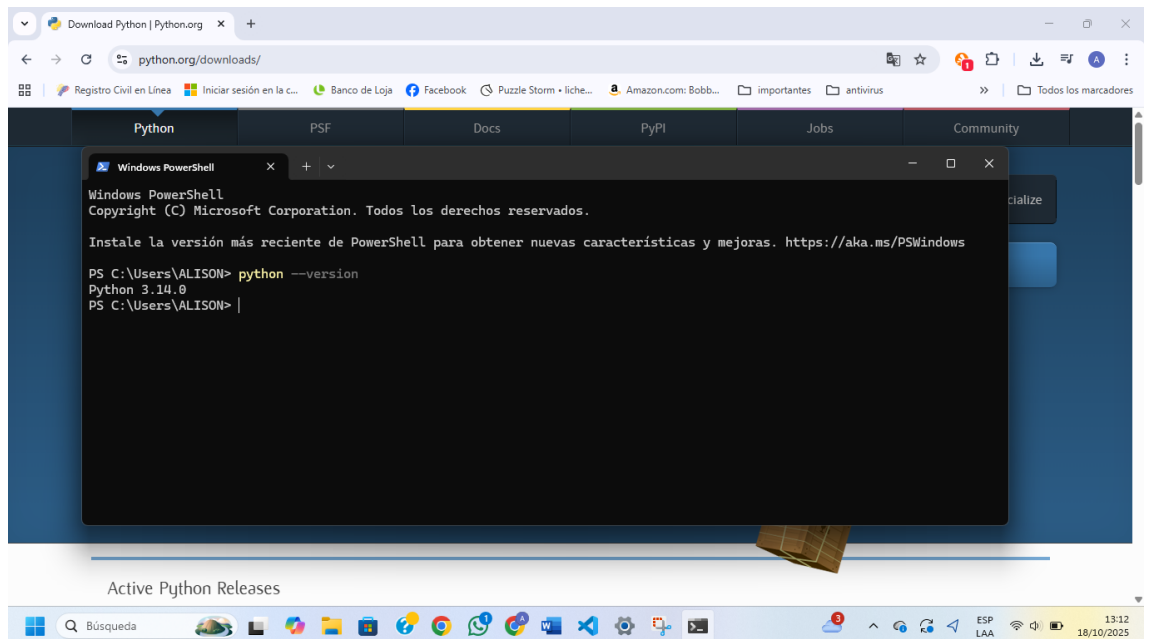 Download Python | Python.org
python.org/downloads/
Registro Civil en Línea
Iniciar sesión en la c...
Banco de Loja
Facebook
Puzzle Storm • liche...
Amazon.com: Bobb...
importantes
antivirus
»
Todos los marcadores
Python
PSF
Docs
PyPI
Jobs
Community
Windows PowerShell
cialize
Windows PowerShell
Copyright (C) Microsoft Corporation. Todos los derechos reservados.
Instale la versión más reciente de PowerShell para obtener nuevas características y mejoras. https://aka.ms/PSWindows
PS C:\Users\ALISON> python --version
Python 3.14.0
PS C:\Users\ALISON>
Active Python Releases
Búsqueda
3
ESP
LAA
13:12
18/10/2025